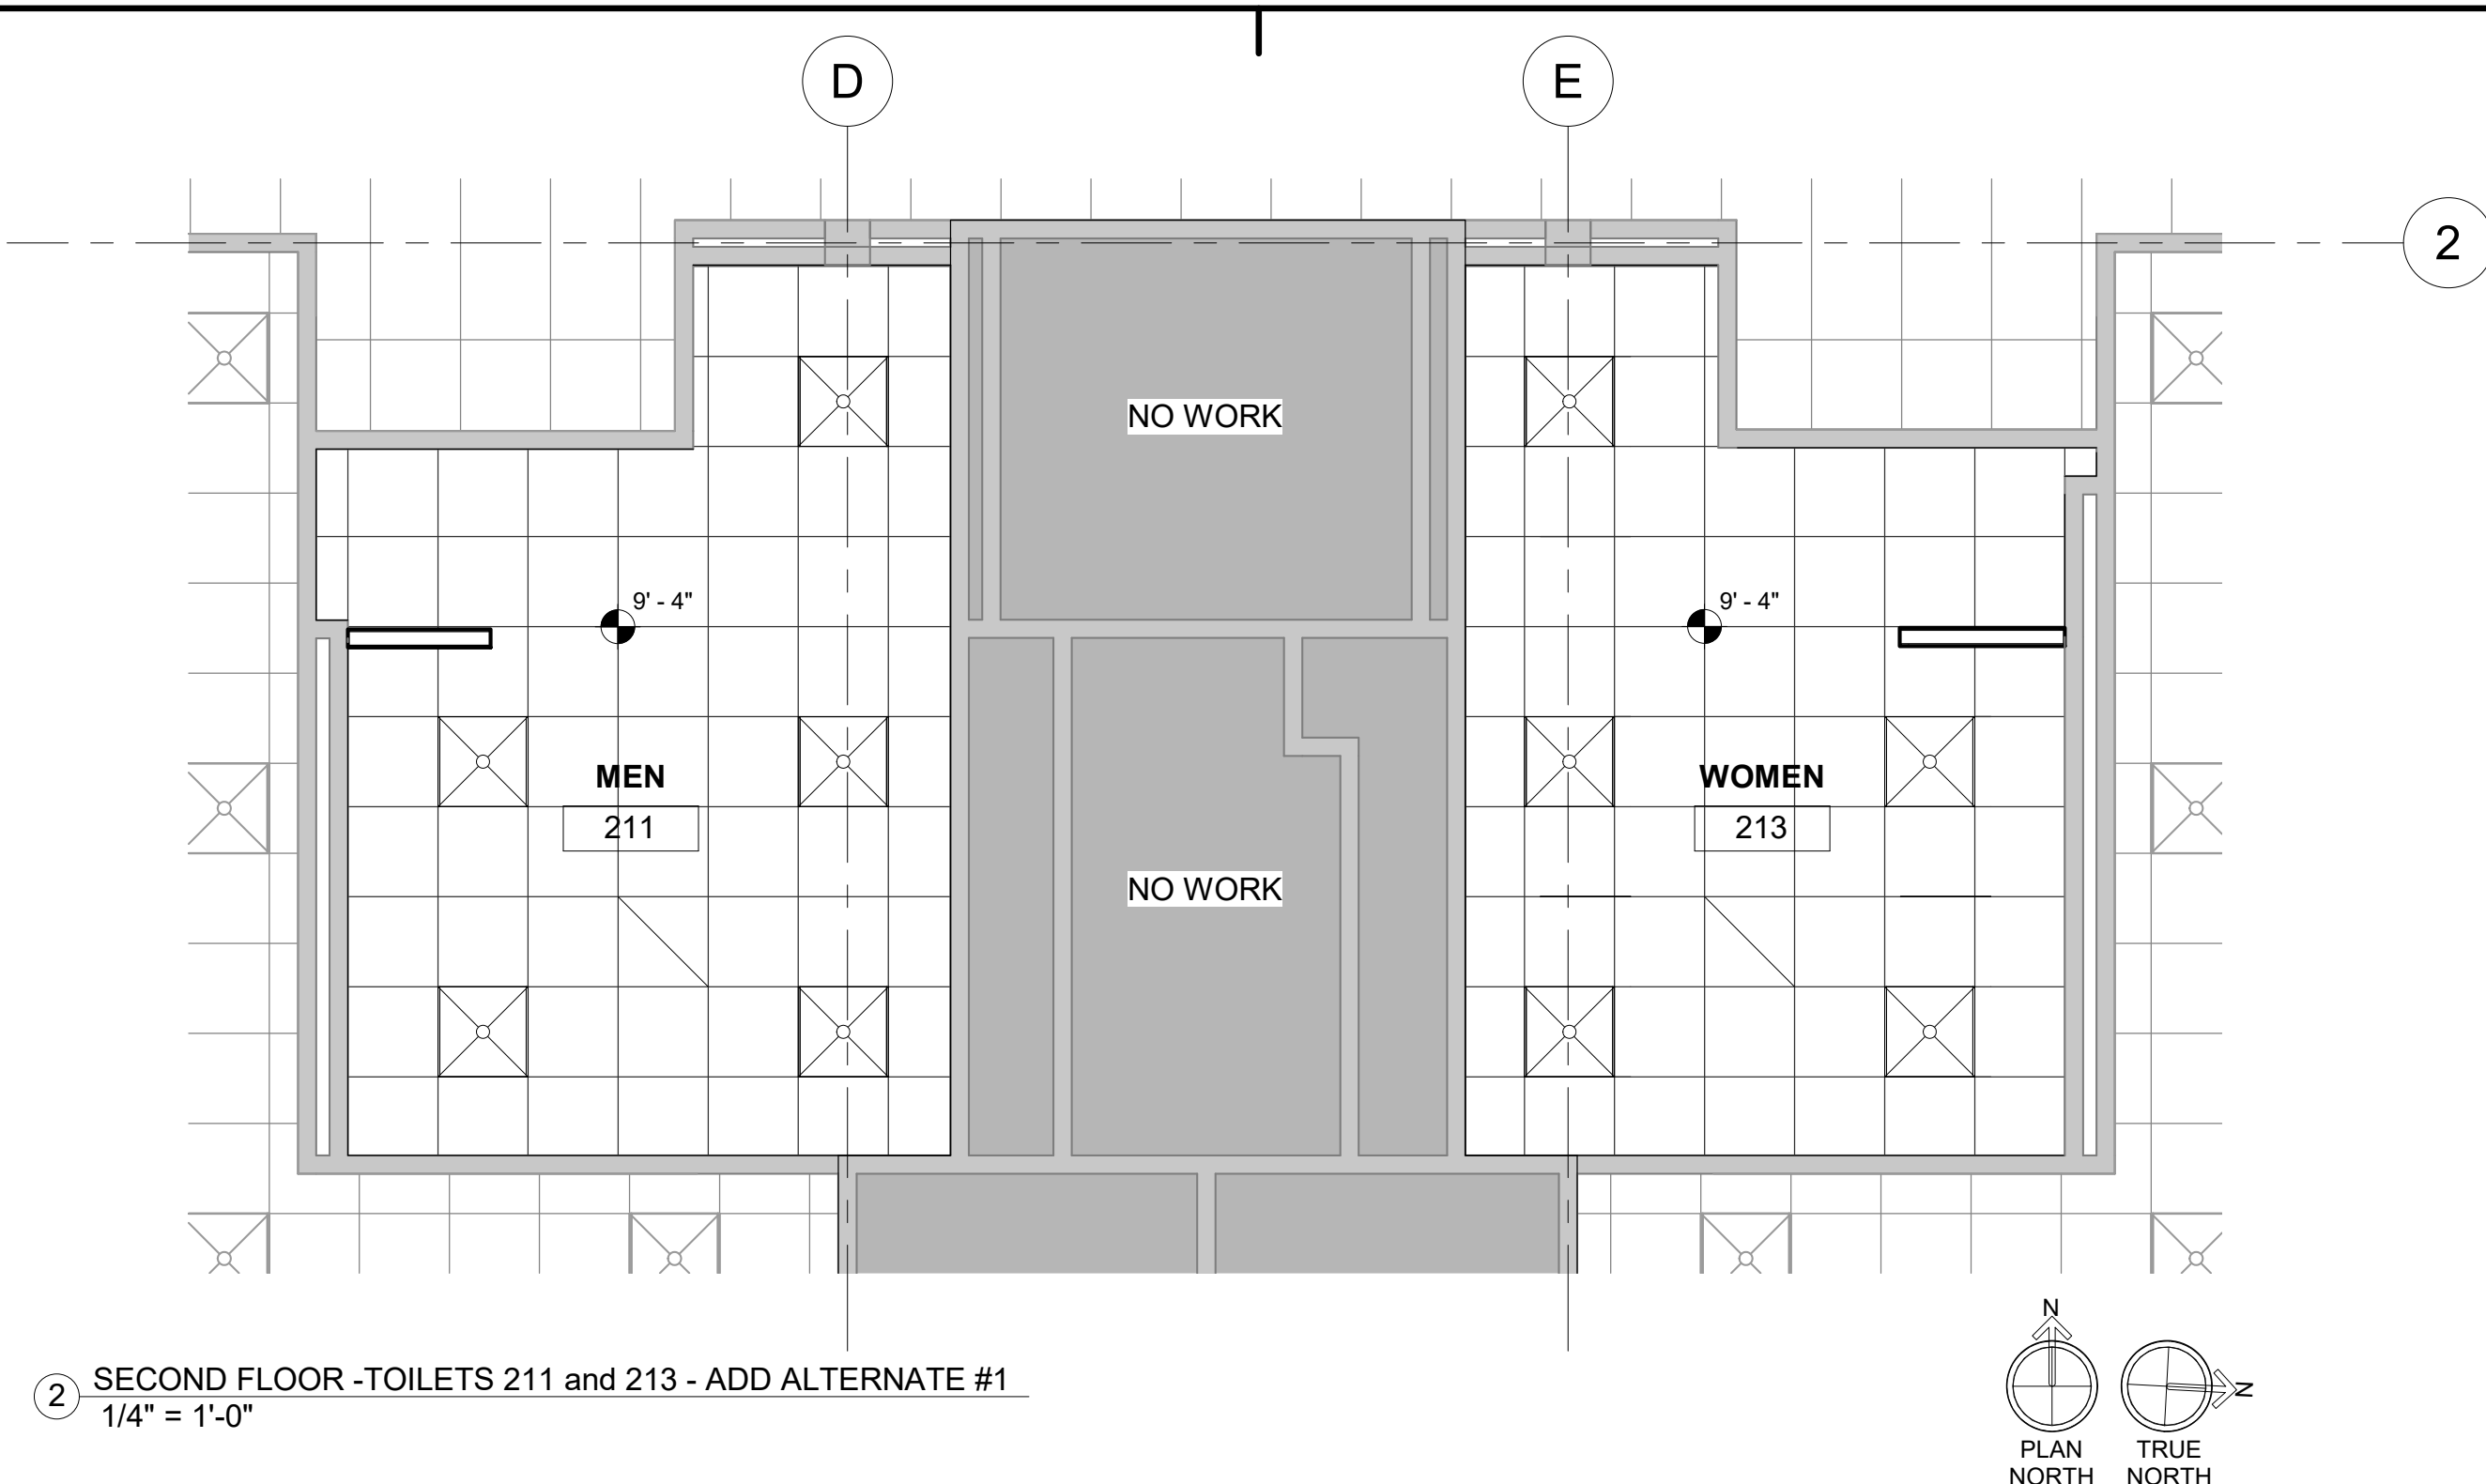 D
E
2
NO WORK
9' - 4"
9' - 4"
MEN
211
WOMEN
213
NO WORK
N
2
SECOND FLOOR -TOILETS 211 and 213 - ADD ALTERNATE #1
1/4" = 1'-0"
N
PLAN
NORTH
TRUE
NORTH